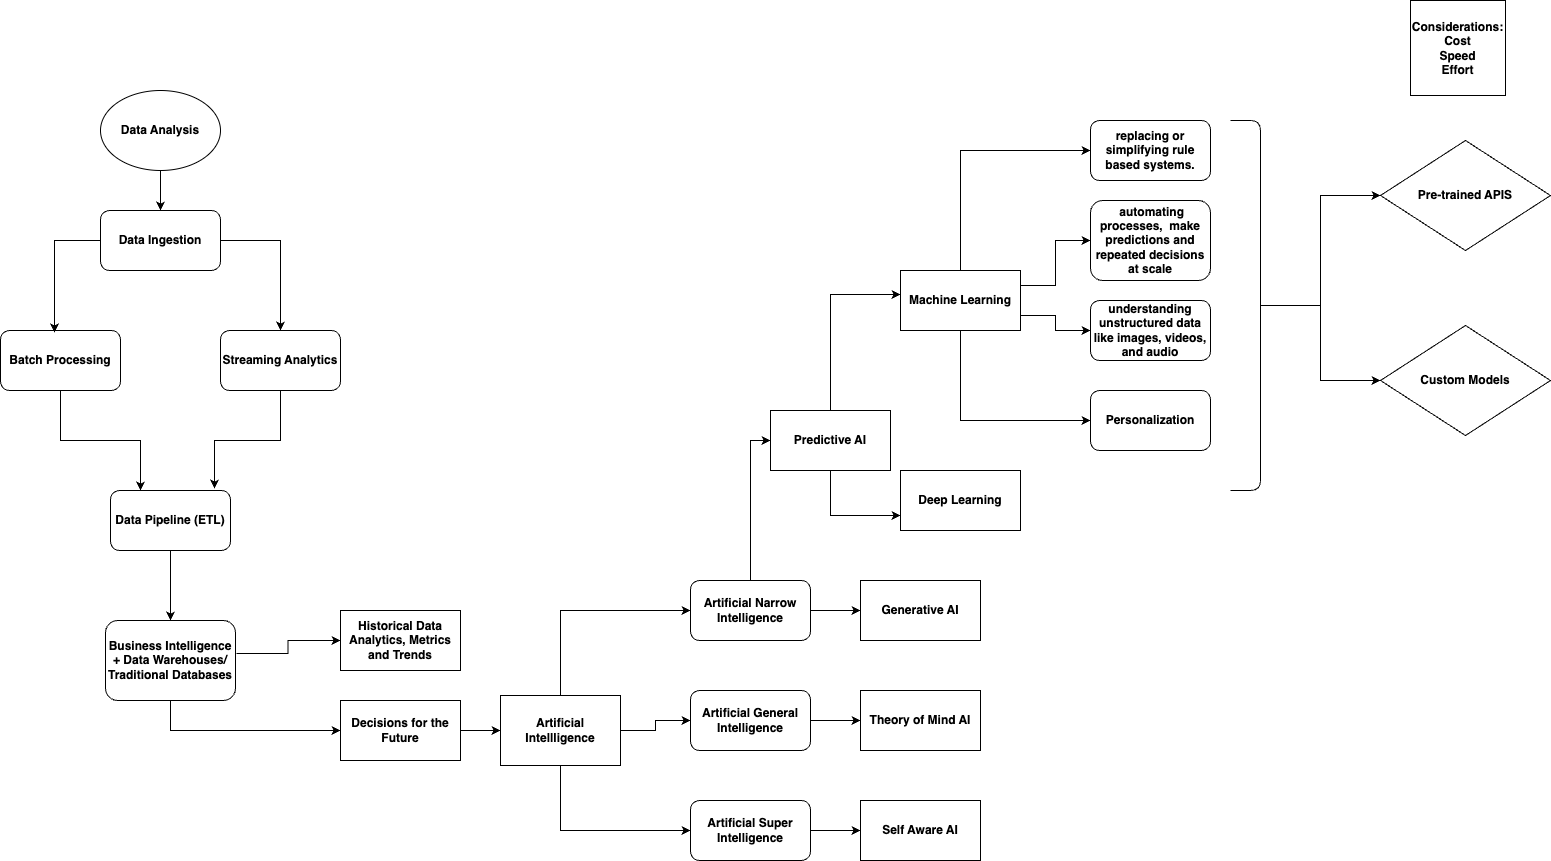 Considerations:
Cost
Speed
Effort
Data Analysis
Data Ingestion
Batch Processing
Streaming Analytics
Data Pipeline (ETL)
Business Intelligence
+ Data Warehouses/
Traditional Databases
Historical Data
Analytics, Metrics
and Trends
Decisions for the
Future
Artificial
Intellligence
Artificial Narrow
Intelligence
Generative AI
Artificial General
Intelligence
Theory of Mind AI
Artificial Super
Intelligence
Self Aware AI
Predictive AI
Machine Learning
Deep Learning
replacing or
simplifying rule
based systems.
automating
processes, make
predictions and
repeated decisions
at scale
understanding
unstructured data
like images, videos,
and audio
Personalization
Pre-trained APIS
Custom Models